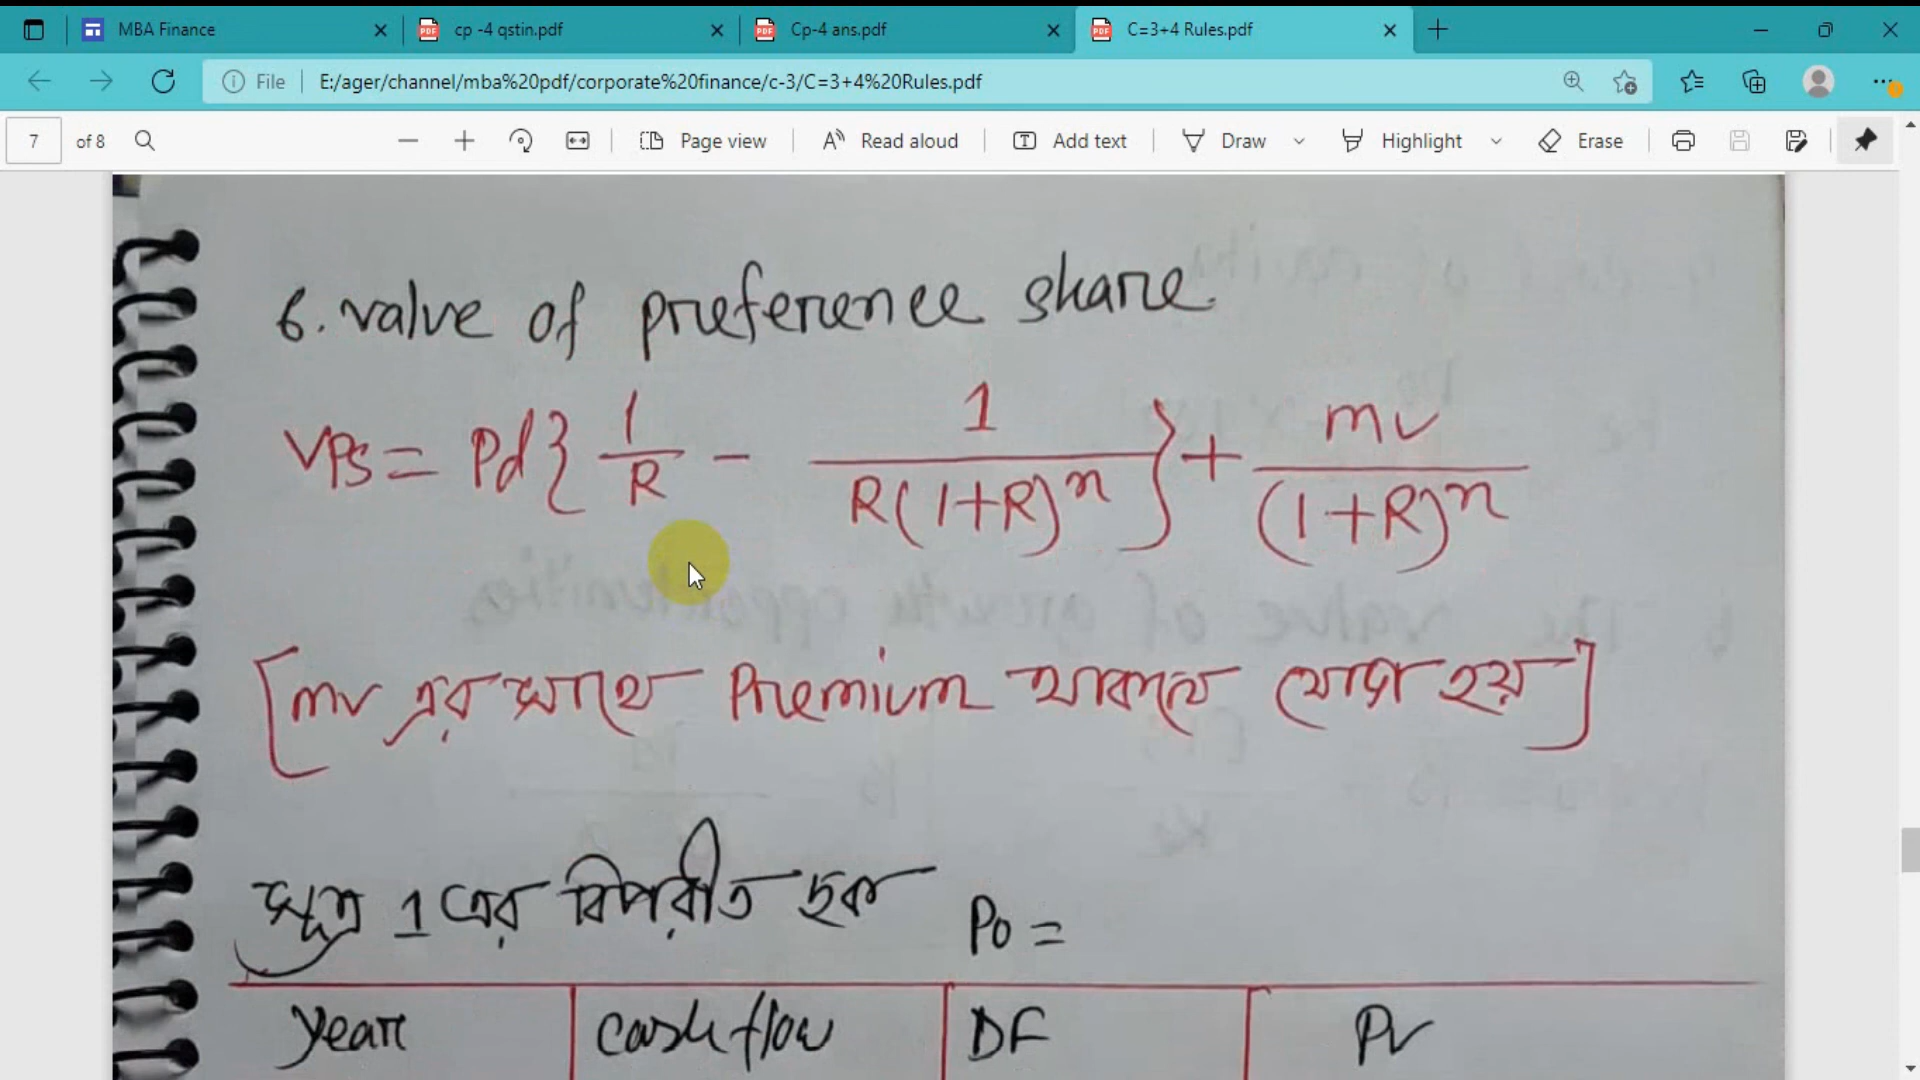 MBA Finance
cp -4 qstin.pdf
Cp-4 ans.pdf
C=3+4 Rules.pdf
File
E:/ager/channel/mba%20pdf/corporate%20finance/c-3/C=3+4%20Rules.pdf
7 of 8
Page view
Read aloud
Add text
Draw
Highlight
Erase
6. value of preference share
VPS = Pd { 1/R - 1/R(1+R)^n } + mv/(1+R)^n
[mv এর সাথে Premium থাকলে যোগ হয়]
সূত্র 1 এর বিপরীত ছক Po =
Year cash flow DF PV